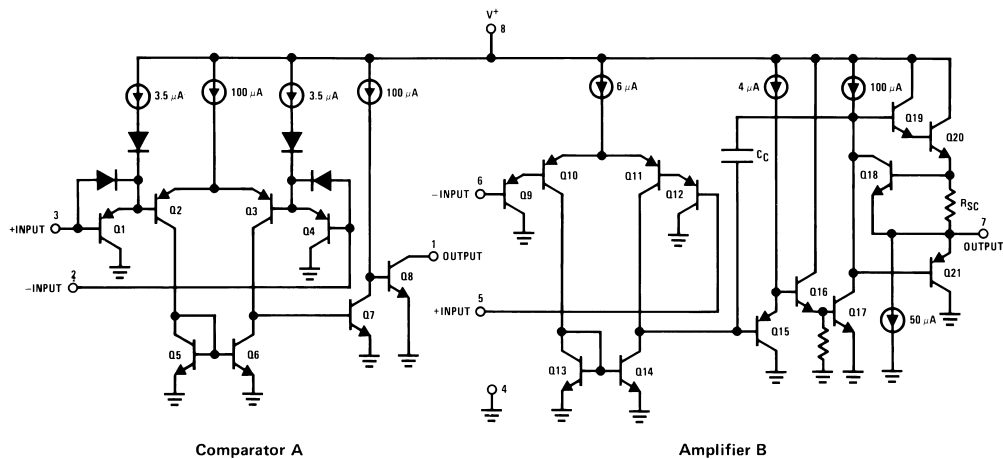 V+
8
3.5 μA
100 μA
3.5 μA
100 μA
6 μA
4 μA
100 μA
Q19
Q20
CC
Q18
RSC
Q10
Q11
6
-INPUT
Q9
Q12
Q2
Q3
3
+INPUT
Q1
Q4
7
OUTPUT
1
OUTPUT
Q8
Q21
2
-INPUT
5
+INPUT
Q7
Q16
Q17
50 μA
Q15
Q5
Q6
Q13
Q14
4
Comparator A
Amplifier B